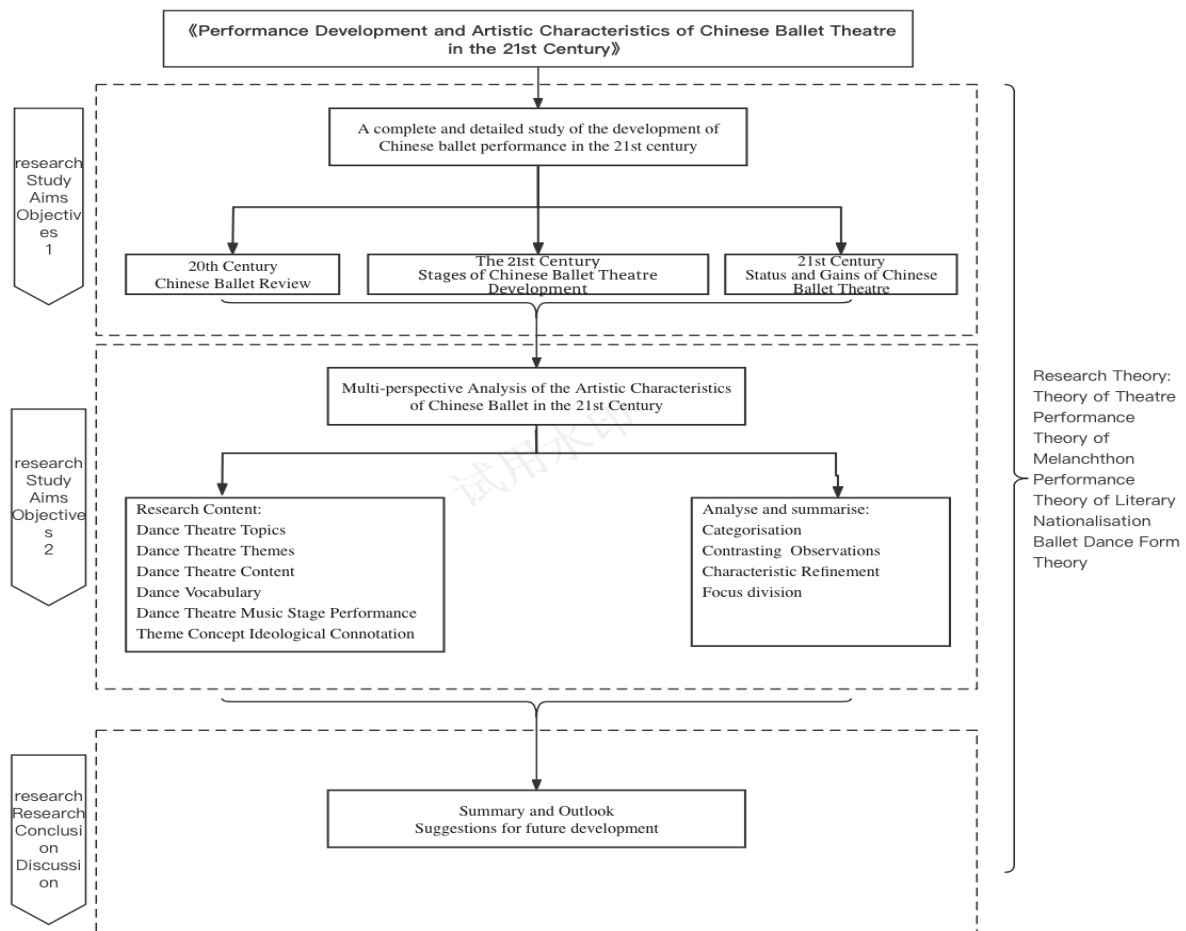 《Performance Development and Artistic Characteristics of Chinese Ballet Theatre
in the 21st Century》
research
Study
Aims
Objectiv
es
1
A complete and detailed study of the development of
Chinese ballet performance in the 21st century
20th Century
Chinese Ballet Review
The 21st Century
Stages of Chinese Ballet Theatre
Development
21st Century
Status and Gains of Chinese
Ballet Theatre
research
Study
Aims
Objective
s
2
Multi-perspective Analysis of the Artistic Characteristics
of Chinese Ballet in the 21st Century
试用水印
Research Content:
Dance Theatre Topics
Dance Theatre Themes
Dance Theatre Content
Dance Vocabulary
Dance Theatre Music Stage Performance
Theme Concept Ideological Connotation
Analyse and summarise:
Categorisation
Contrasting Observations
Characteristic Refinement
Focus division
Research Theory:
Theory of Theatre
Performance
Theory of
Melanchthon
Performance
Theory of Literary
Nationalisation
Ballet Dance Form
Theory
research
Research
Conclusi
on
Discussi
on
Summary and Outlook
Suggestions for future development